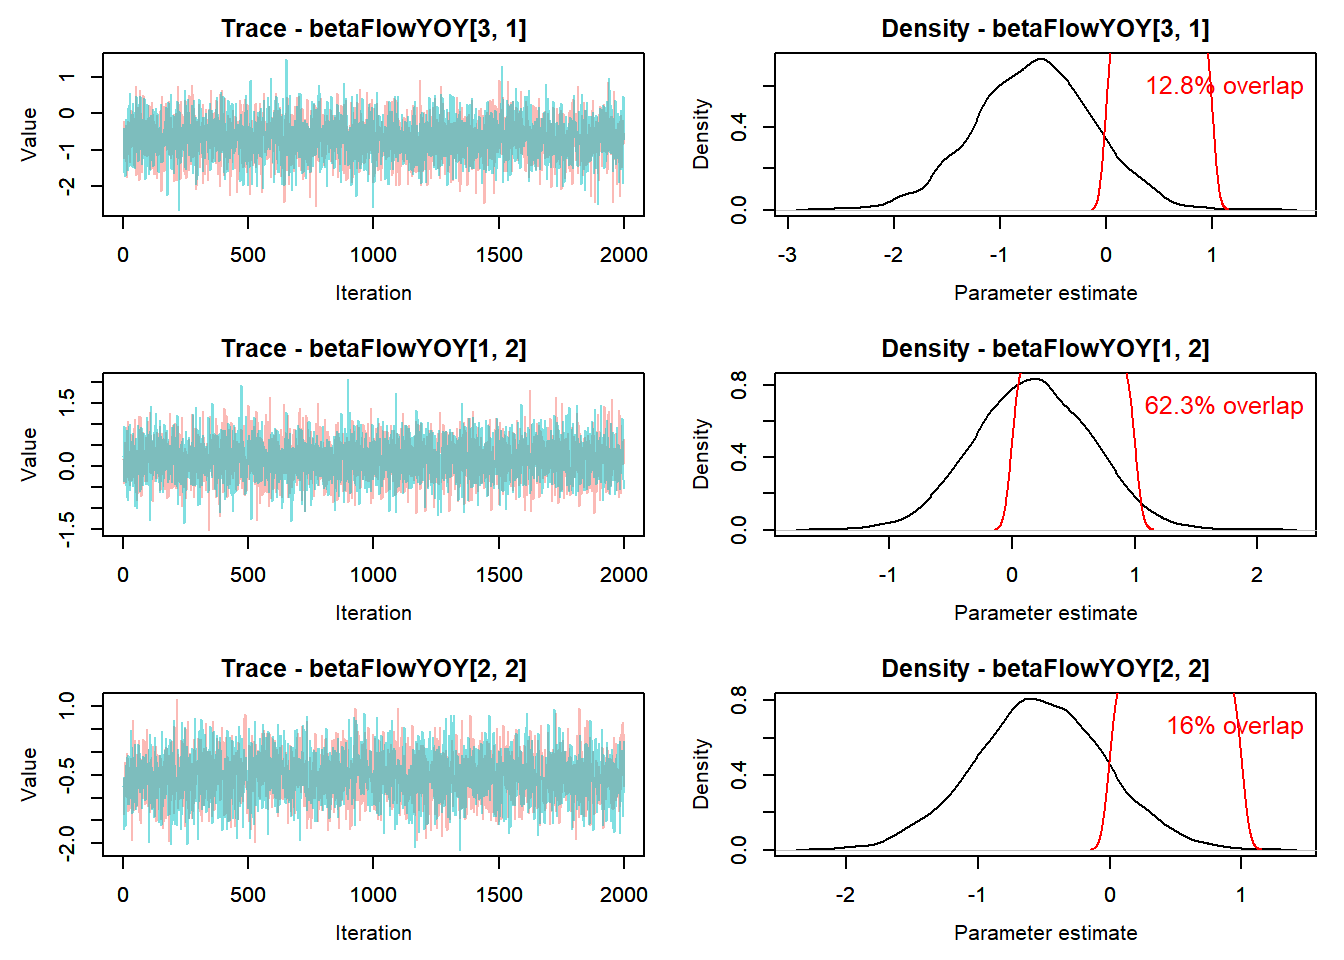 Trace - betaFlowYOY[3, 1]
Value
1
0
-1
-2
0 500 1000 1500 2000
Iteration
Density - betaFlowYOY[3, 1]
12.8% overlap
Density
0.4
0.0
-3 -2 -1 0 1
Parameter estimate
Trace - betaFlowYOY[1, 2]
Value
1.5
0.0
-1.5
0 500 1000 1500 2000
Iteration
Density - betaFlowYOY[1, 2]
62.3% overlap
Density
0.8
0.4
0.0
-1 0 1 2
Parameter estimate
Trace - betaFlowYOY[2, 2]
Value
1.0
-0.5
-2.0
0 500 1000 1500 2000
Iteration
Density - betaFlowYOY[2, 2]
16% overlap
Density
0.8
0.4
0.0
-2 -1 0 1
Parameter estimate